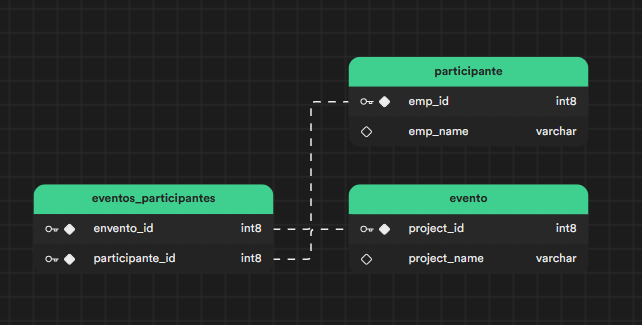 participante
emp_id int8
emp_name varchar
eventos_participantes
envento_id int8
participante_id int8
evento
project_id int8
project_name varchar